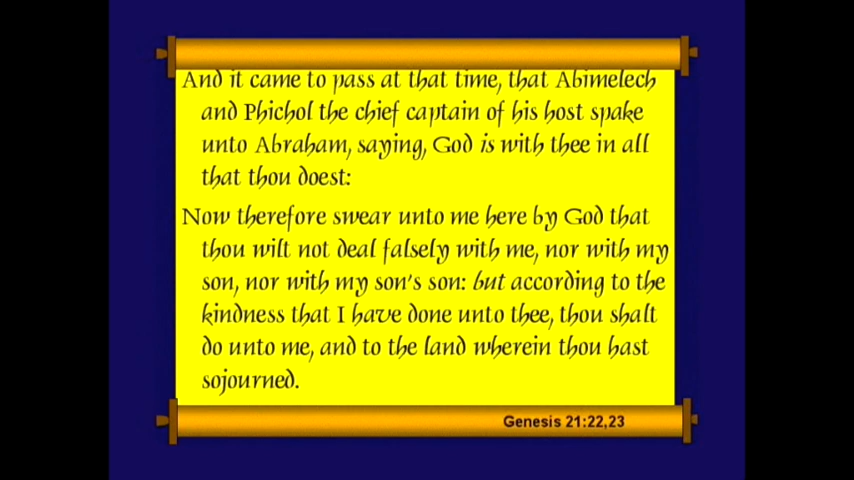 And it came to pass at that time, that Abimelech
and Phichol the chief captain of his host spake
unto Abraham, saying, God is with thee in all
that thou doest:
Now therefore swear unto me here by God that
thou wilt not deal falsely with me, nor with my
son, nor with my son's son: but according to the
kindness that I have done unto thee, thou shalt
do unto me, and to the land wherein thou hast
sojourned.
Genesis 21:22,23